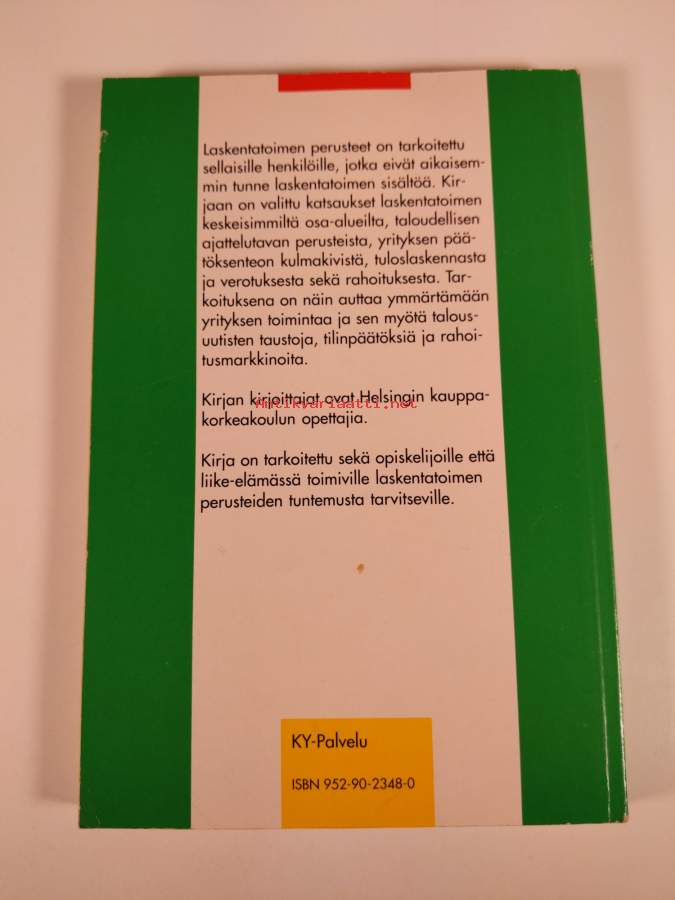 Laskentatoimen perusteet on tarkoitettu
sellaisille henkilöille, jotka eivät aikaisem-
min tunne laskentatoimen sisältöä. Kir-
jaan on valittu katsaukset laskentatoimen
keskeisimmiltä osa-alueilta, taloudellisen
ajattelutavan perusteista, yrityksen pää-
töksenteon kulmakivistä, tuloslaskennasta
ja verotuksesta sekä rahoituksesta. Tar-
koituksena on näin auttaa ymmärtämään
yrityksen toimintaa ja sen myötä talous-
uutisten taustoja, tilinpäätöksiä ja rahoi-
tusmarkkinoita.
Kirjan kirjoittajat ovat Helsingin kauppa-
Antikvariaatti.net
korkeakoulun opettajia.
Kirja on tarkoitettu sekä opiskelijoille että
liike-elämässä toimiville laskentatoimen
perusteiden tuntemusta tarvitseville.
KY-Palvelu
ISBN 952-90-2348-0